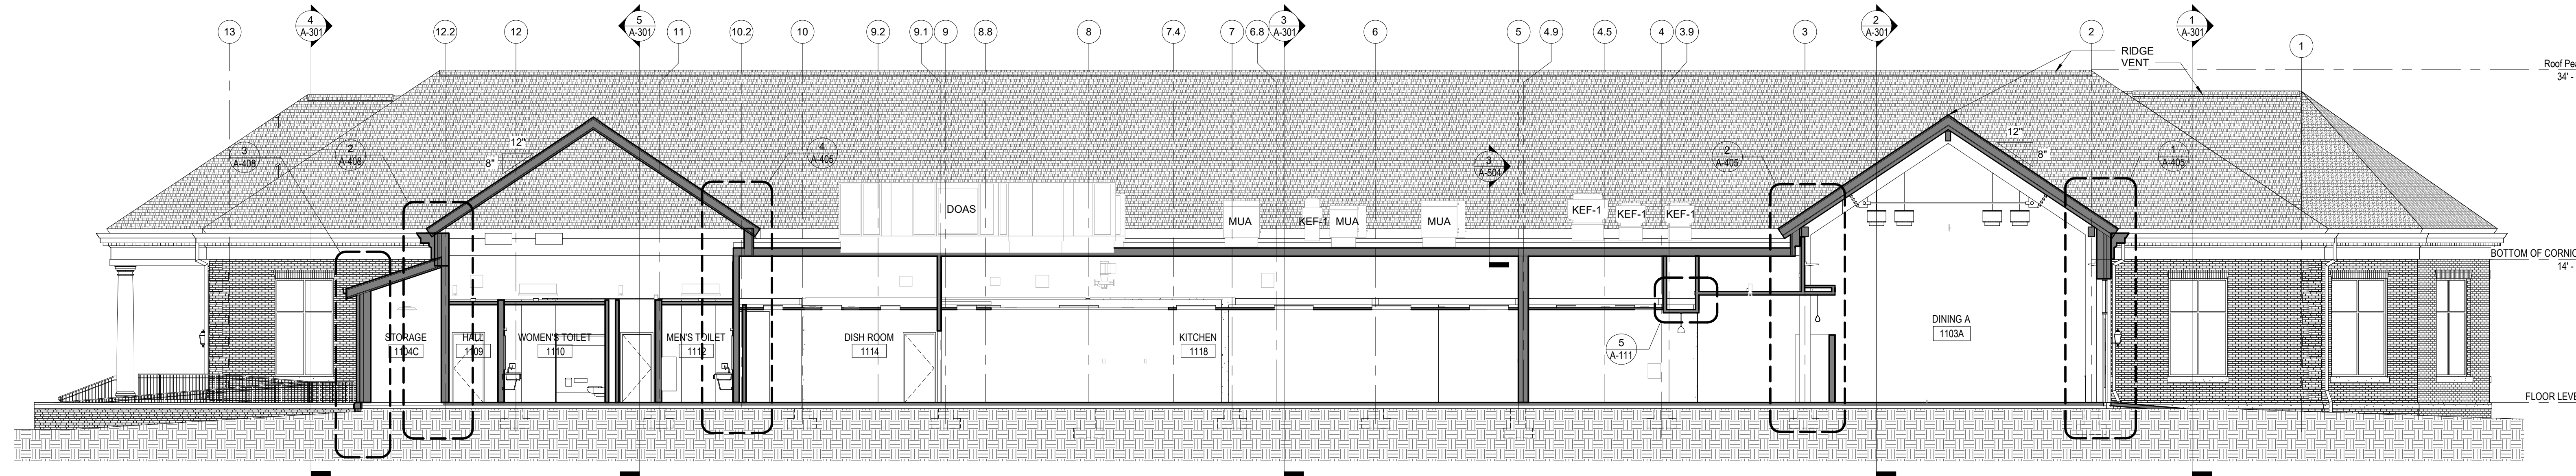 13
4
A-301
12.2
12
5
A-301
11
10.2
10
9.2
9.1
9
8.8
8
7.4
7
6.8
3
A-301
6
5
4.9
4.5
4
3.9
3
2
A-301
2
1
A-301
1
RIDGE
VENT
Roof Pea
34' -
3
A-408
2
A-408
12"
8"
4
A-405
3
A-504
2
A-405
12"
8"
1
A-405
DOAS
MUA
KEF-1
MUA
MUA
KEF-1
KEF-1
KEF-1
BOTTOM OF CORNIC
14' -
STORAGE
1104C
HALL
1109
WOMEN'S TOILET
1110
MEN'S TOILET
1112
DISH ROOM
1114
KITCHEN
1118
5
A-111
DINING A
1103A
FLOOR LEVE